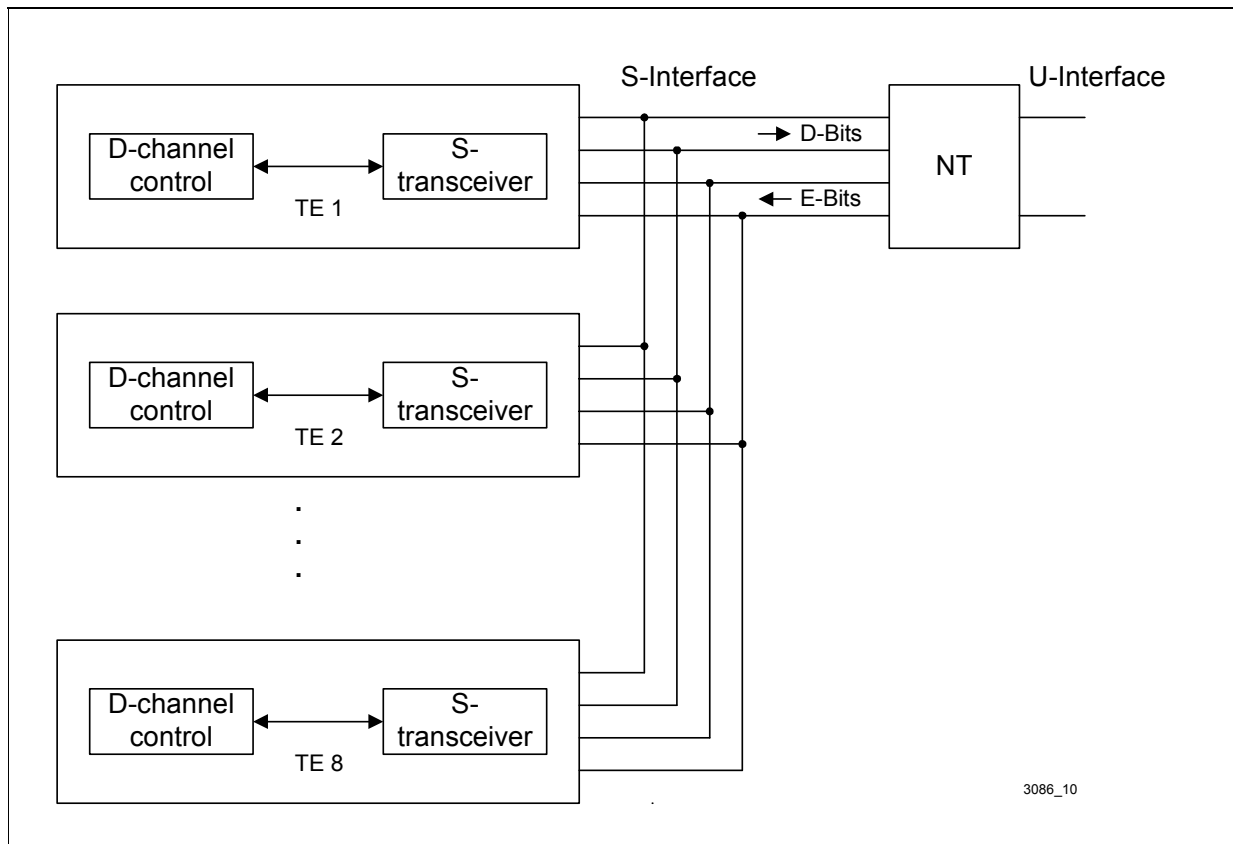 S-Interface
U-Interface
D-channel
control
S-
transceiver
TE 1
D-Bits
E-Bits
NT
D-channel
control
S-
transceiver
TE 2
.
.
.
D-channel
control
S-
transceiver
TE 8
3086_10